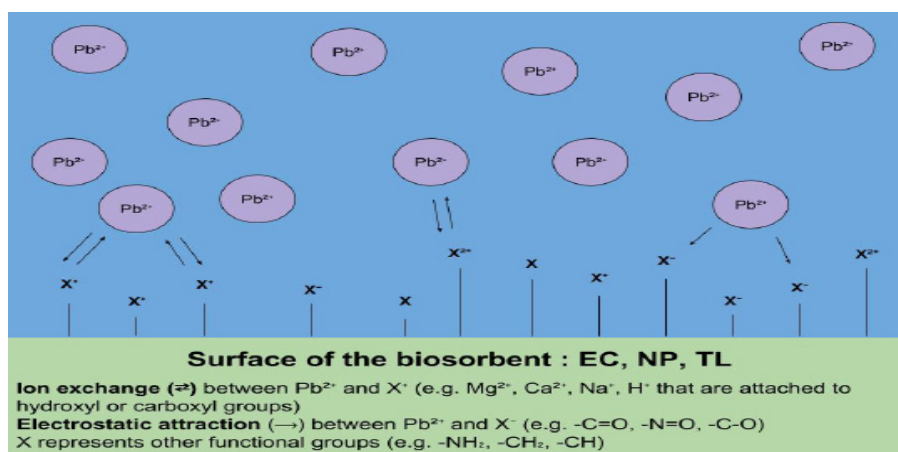 Pb²⁺
Pb²⁺
Pb²⁺
Pb²⁺
Pb²⁺
Pb²⁺
Pb²⁺
Pb²⁺
Pb²⁺
Pb²⁺
Pb²⁺
Pb²⁺
X⁺
X⁺
X⁺
X⁻
X
X²⁺
X
X⁺
X⁻
X⁻
X⁻
X²⁺
Surface of the biosorbent : EC, NP, TL
Ion exchange (⇄) between Pb²⁺ and X⁺ (e.g. Mg²⁺, Ca²⁺, Na⁺, H⁺ that are attached to
hydroxyl or carboxyl groups)
Electrostatic attraction (→) between Pb²⁺ and X⁻ (e.g. -C=O, -N=O, -C-O)
X represents other functional groups (e.g. -NH₂, -CH₂, -CH)